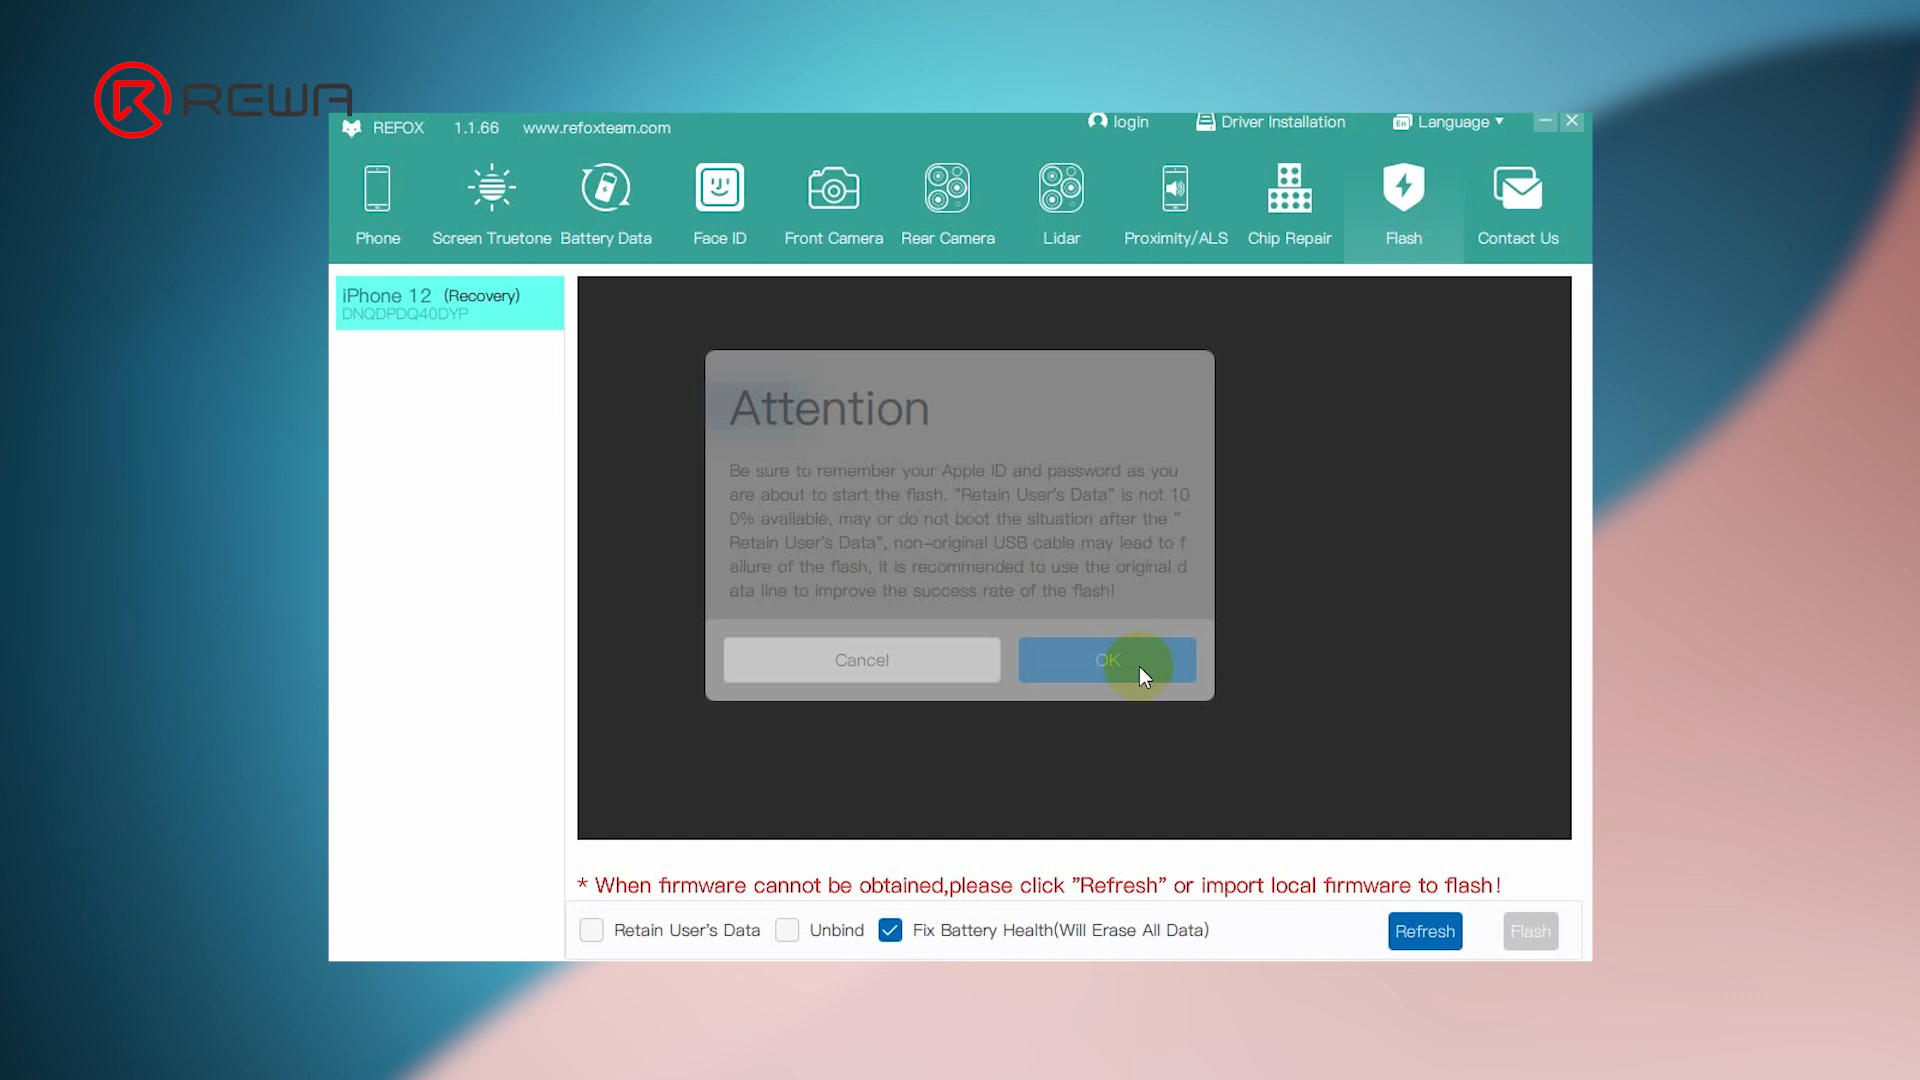 REWA
REFOX 1.1.66 www.refoxteam.com login Driver Installation En Language
Phone Screen Truetone Battery Data Face ID Front Camera Rear Camera Lidar Proximity/ALS Chip Repair Flash Contact Us
iPhone 12 (Recovery)
DNQDPDQ40DYP
Attention
Be sure to remember your Apple ID and password as you
are about to start the flash. "Retain User's Data" is not 10
0% available, may or do not boot the situation after the "
Retain User's Data", non-original USB cable may lead to f
ailure of the flash, it is recommended to use the original d
ata line to improve the success rate of the flash!
Cancel OK
* When firmware cannot be obtained,please click "Refresh" or import local firmware to flash!
Retain User's Data Unbind Fix Battery Health(Will Erase All Data) Refresh Flash